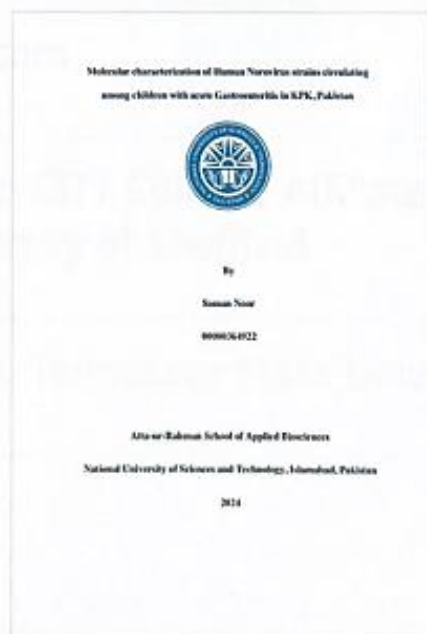 Molecular characterization of Human Norovirus strains circulating
among children with acute Gastroenteritis in KPK, Pakistan
By
Noor
00000364922
Atta-ur-Rahman School of Applied Biosciences
National University of Sciences and Technology, Islamabad, Pakistan
2024